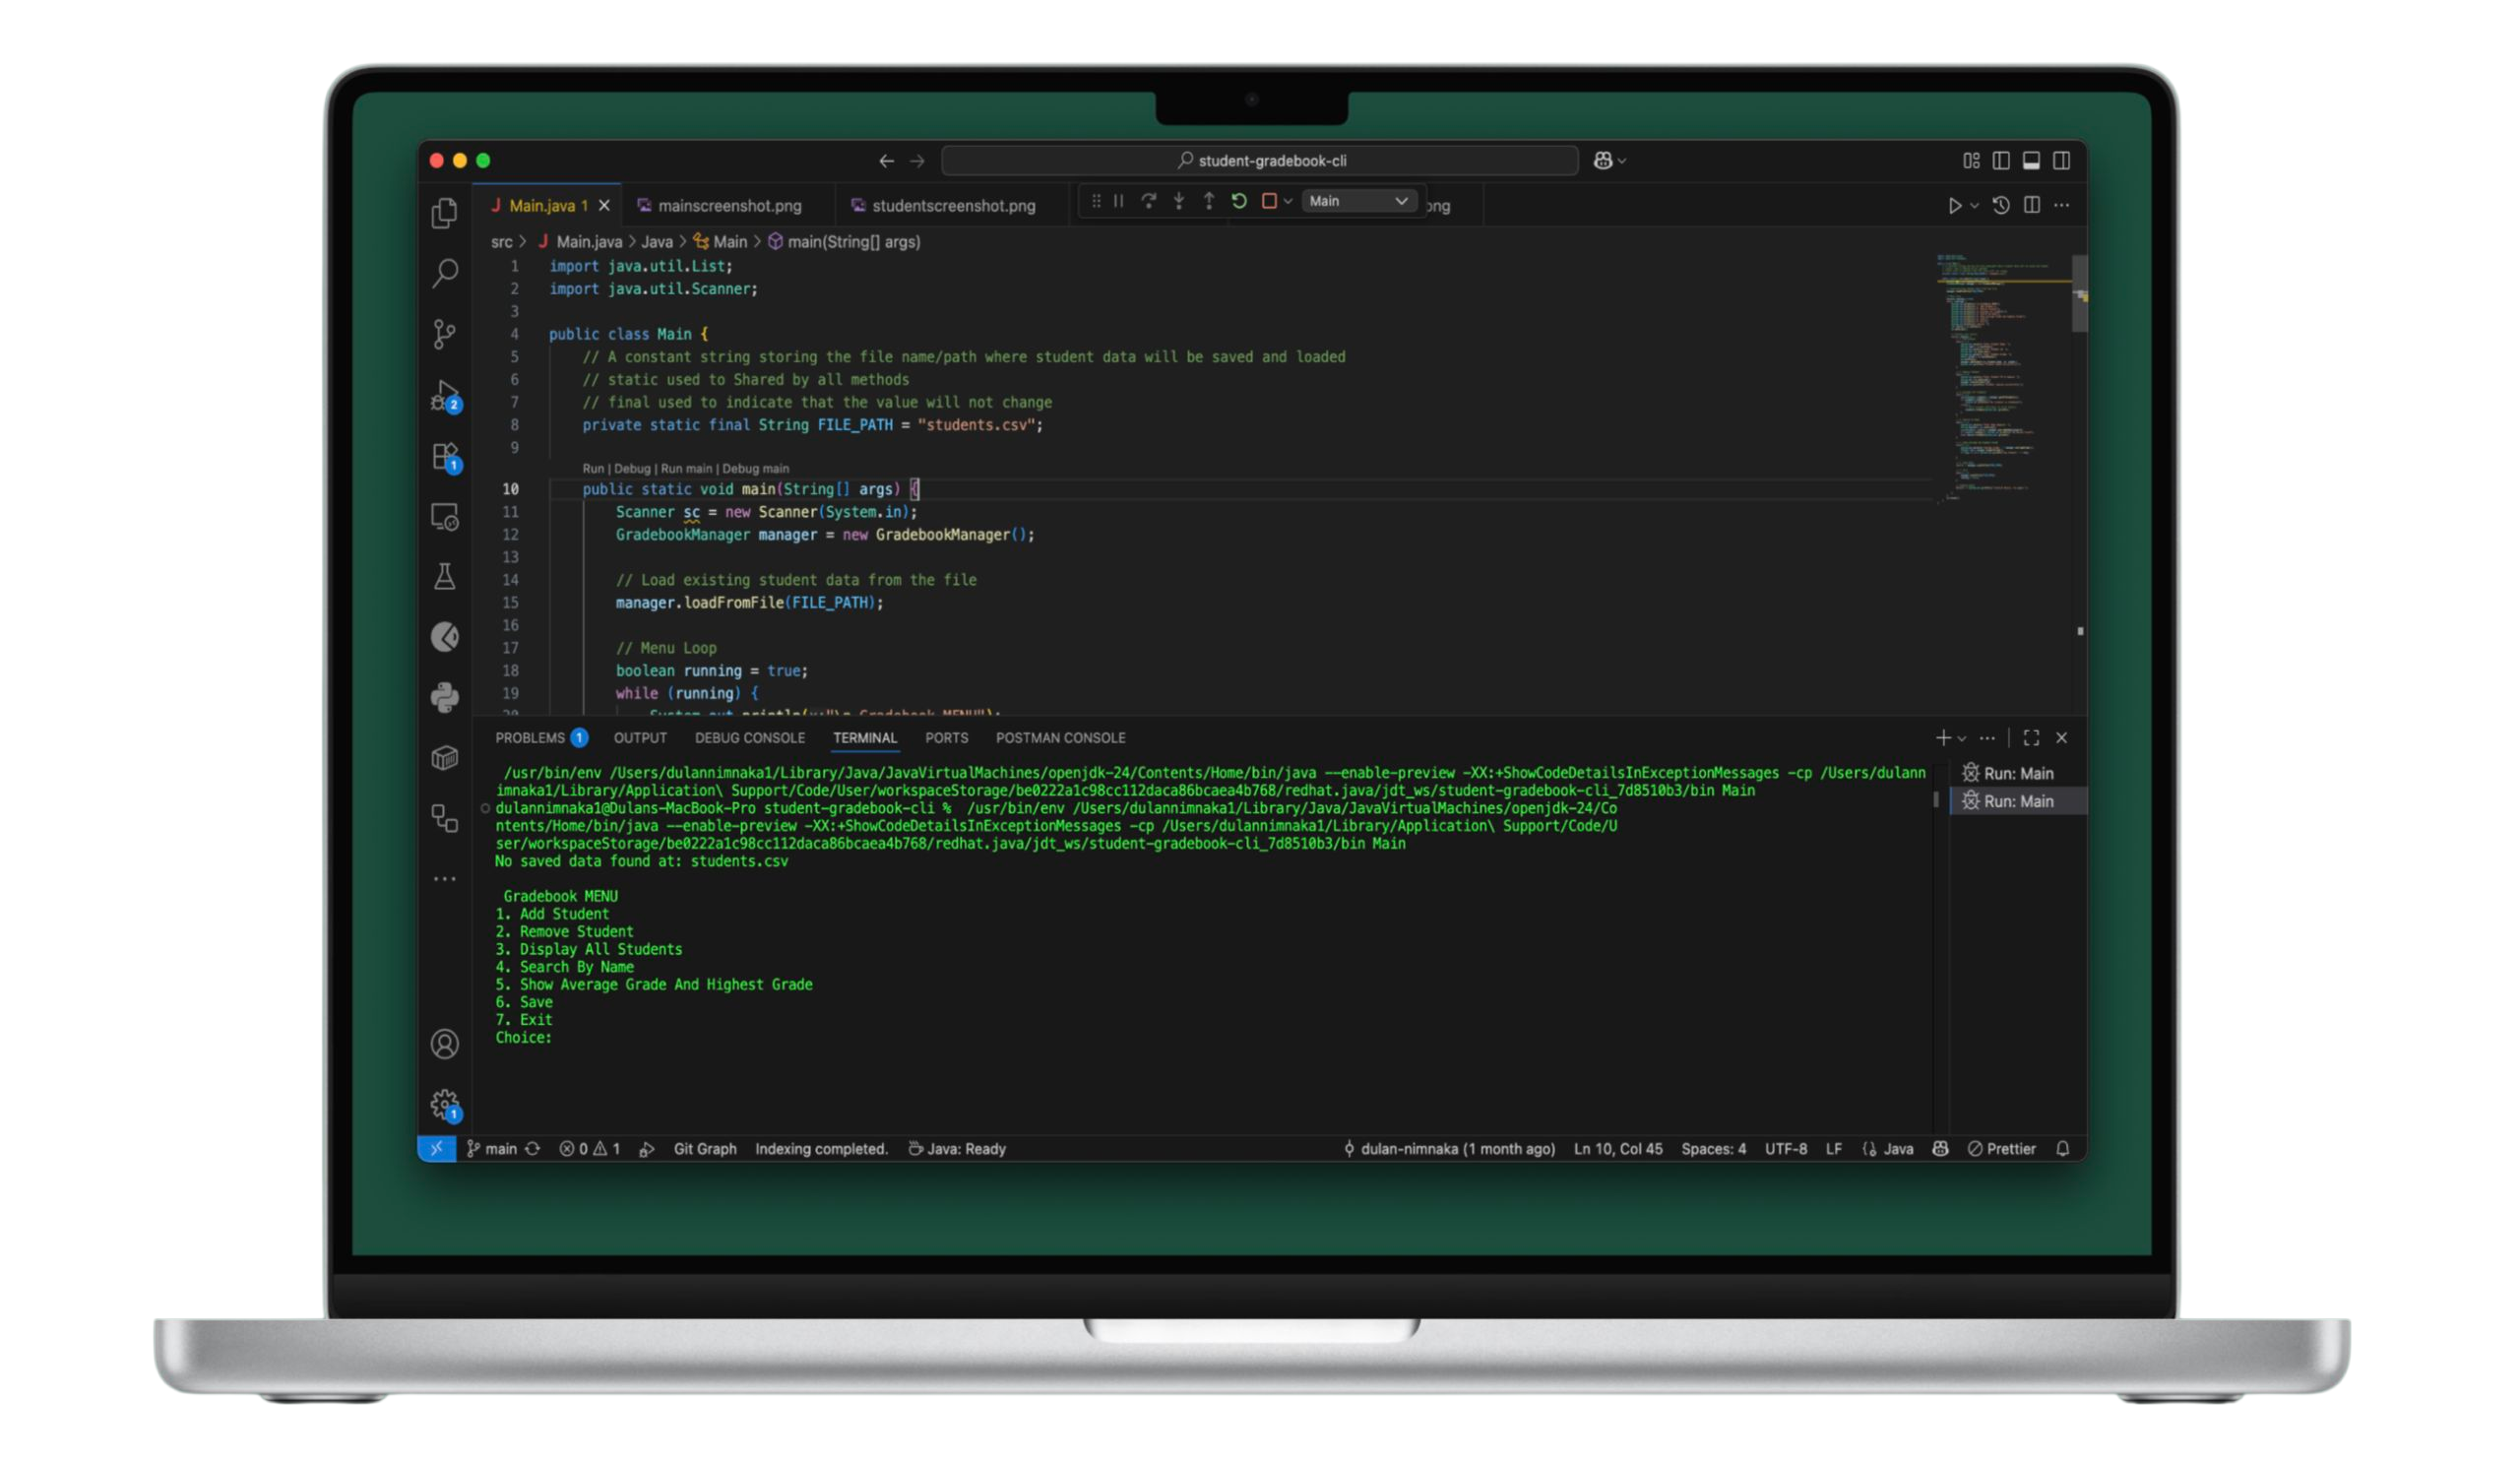 student-gradebook-cli
Main.java 1
mainscreenshot.png
studentscreenshot.png
Main
png
src > Main.java > Java > Main > main(String[] args)
1 import java.util.List;
2 import java.util.Scanner;
3
4 public class Main {
5 // A constant string storing the file name/path where student data will be saved and loaded
6 // static used to Shared by all methods
7 // final used to indicate that the value will not change
8 private static final String FILE_PATH = "students.csv";
9
Run | Debug | Run main | Debug main
10 public static void main(String[] args) {
11 Scanner sc = new Scanner(System.in);
12 GradebookManager manager = new GradebookManager();
13
14 // Load existing student data from the file
15 manager.loadFromFile(FILE_PATH);
16
17 // Menu Loop
18 boolean running = true;
19 while (running) {
2
1
PROBLEMS 1 OUTPUT DEBUG CONSOLE TERMINAL PORTS POSTMAN CONSOLE
/usr/bin/env /Users/dulannimnaka1/Library/Java/JavaVirtualMachines/openjdk-24/Contents/Home/bin/java --enable-preview -XX:+ShowCodeDetailsInExceptionMessages -cp /Users/dulann
imnaka1/Library/Application\ Support/Code/User/workspaceStorage/be0222a1c98cc112daca86bcaea4b768/redhat.java/jdt_ws/student-gradebook-cli_7d8510b3/bin Main
dulannimnaka1@Dulans-MacBook-Pro student-gradebook-cli % /usr/bin/env /Users/dulannimnaka1/Library/Java/JavaVirtualMachines/openjdk-24/Co
ntents/Home/bin/java --enable-preview -XX:+ShowCodeDetailsInExceptionMessages -cp /Users/dulannimnaka1/Library/Application\ Support/Code/U
ser/workspaceStorage/be0222a1c98cc112daca86bcaea4b768/redhat.java/jdt_ws/student-gradebook-cli_7d8510b3/bin Main
No saved data found at: students.csv
Gradebook MENU
1. Add Student
2. Remove Student
3. Display All Students
4. Search By Name
5. Show Average Grade And Highest Grade
6. Save
7. Exit
Choice:
Run: Main
Run: Main
1
main 0 1 Git Graph Indexing completed. Java: Ready
dulan-nimnaka (1 month ago) Ln 10, Col 45 Spaces: 4 UTF-8 LF Java Prettier